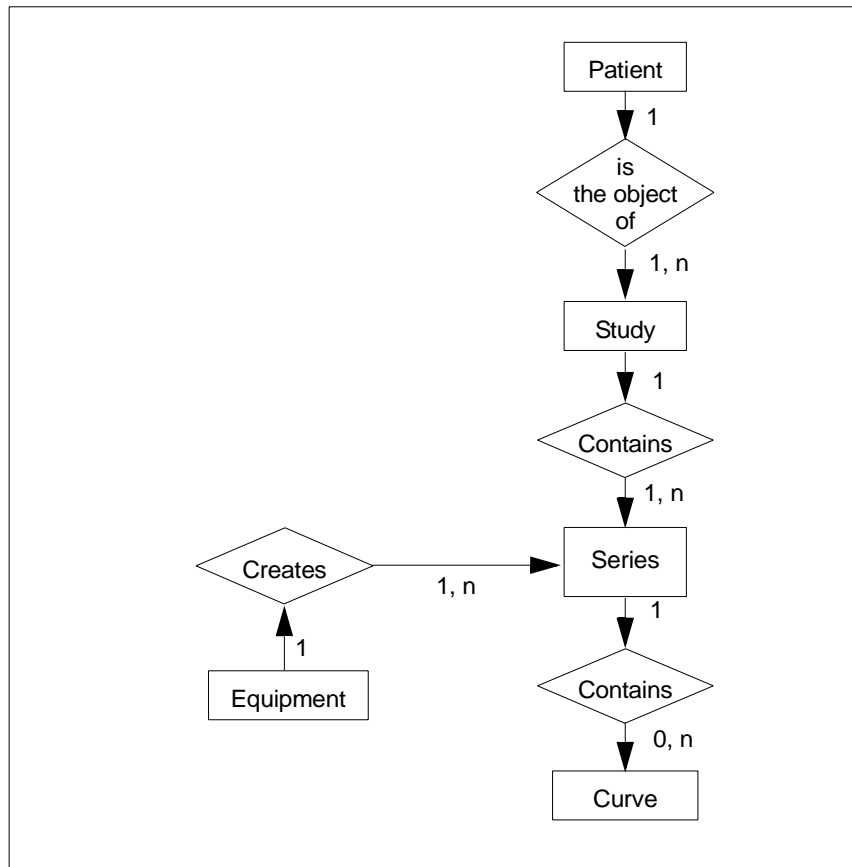 Patient
1
is
the object
of
1, n
Study
1
Contains
1, n
Series
Creates
1, n
1
1
Equipment
Contains
0, n
Curve